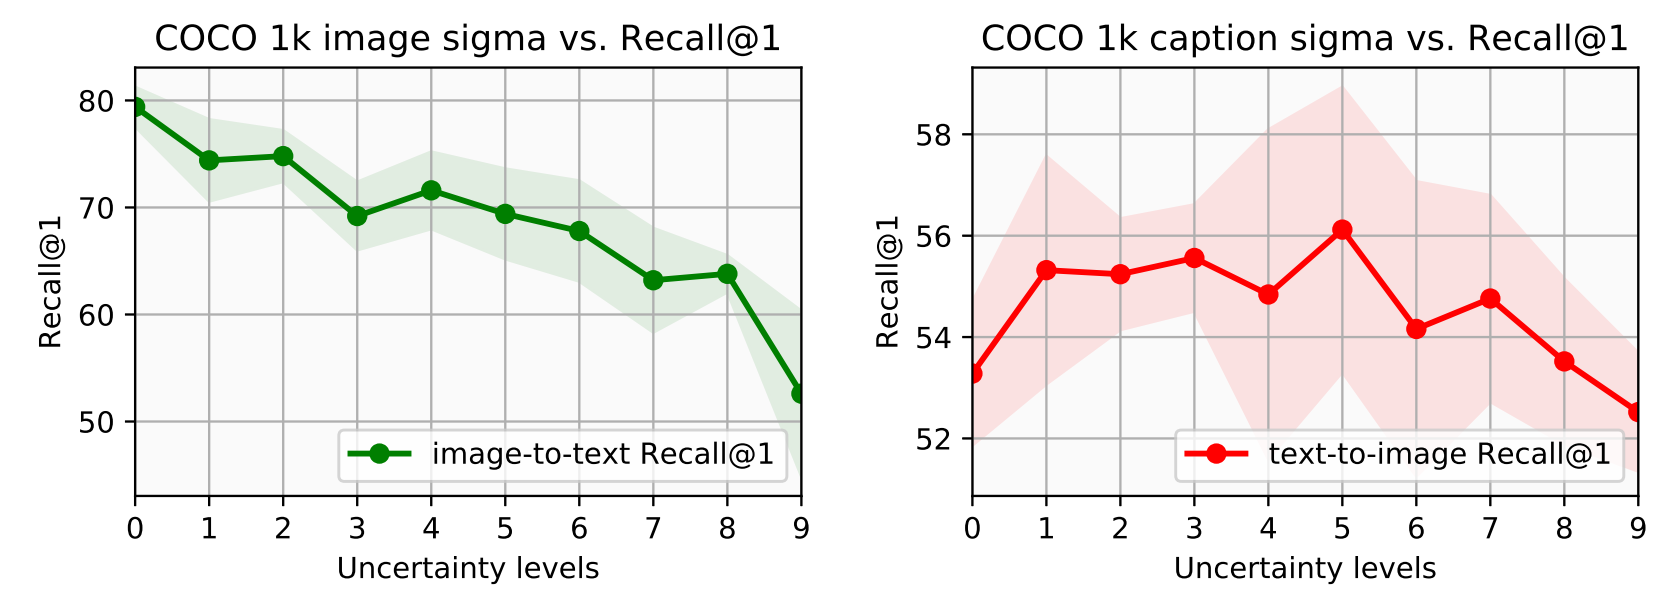 COCO 1k image sigma vs. Recall@1
80
70
60
50
Recall@1
image-to-text Recall@1
0 1 2 3 4 5 6 7 8 9
Uncertainty levels
COCO 1k caption sigma vs. Recall@1
58
56
54
52
Recall@1
text-to-image Recall@1
0 1 2 3 4 5 6 7 8 9
Uncertainty levels